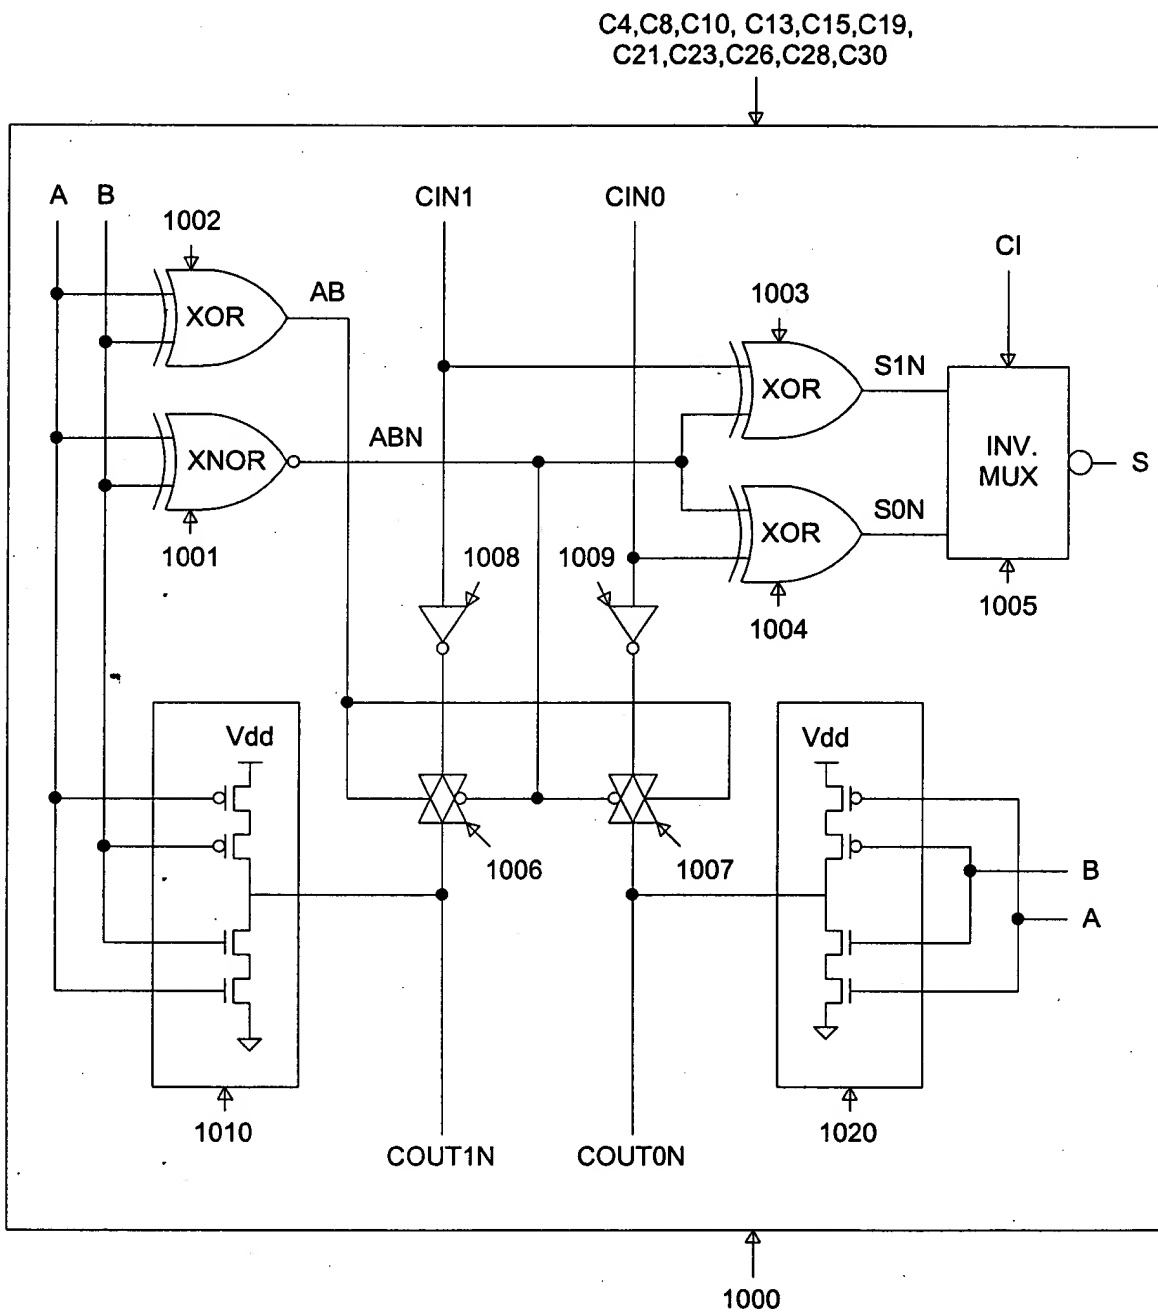 C4,C8,C10, C13,C15,C19,
C21,C23,C26,C28,C30
A B CIN1 CIN0
1002
CI
AB
1003
XOR
S1N
XOR
ABN
XNOR
INV.
MUX
S
S0N
XOR
1001
1008 1009
1005
1004
Vdd Vdd
1006 1007
B
A
1010 1020
COUT1N COUT0N
1000